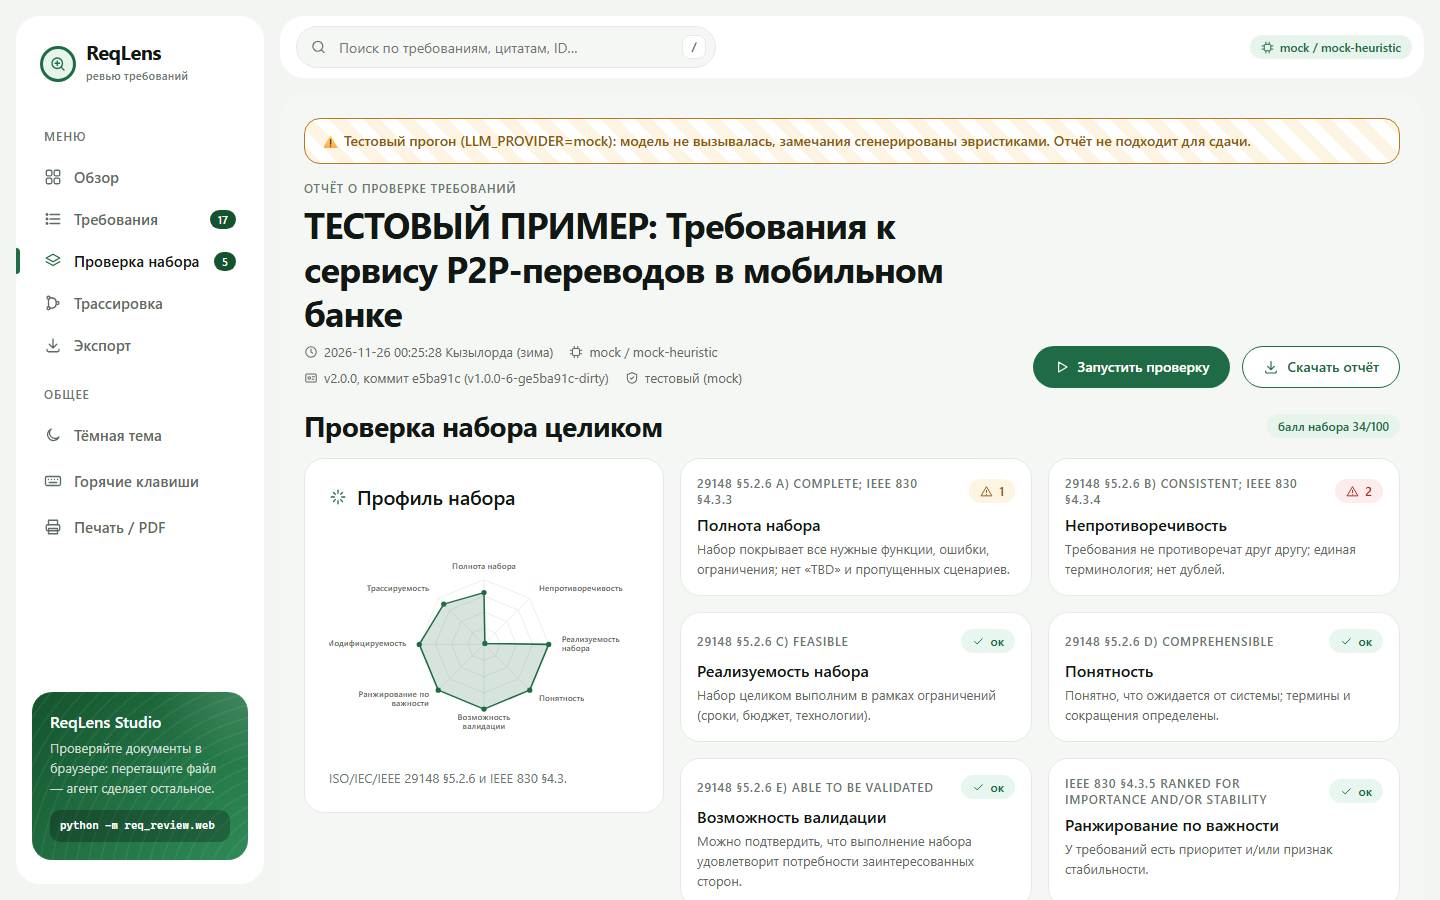 ReqLens
ревью требований
МЕНЮ
Обзор
Требования 17
Проверка набора 5
Трассировка
Экспорт
ОБЩЕЕ
Тёмная тема
Горячие клавиши
Печать / PDF
ReqLens Studio
Проверяйте документы в
браузере: перетащите файл
— агент сделает остальное.
python -m req_review.web
Поиск по требованиям, цитатам, ID... /
mock / mock-heuristic
Тестовый прогон (LLM_PROVIDER=mock): модель не вызывалась, замечания сгенерированы эвристиками. Отчёт не подходит для сдачи.
ОТЧЁТ О ПРОВЕРКЕ ТРЕБОВАНИЙ
ТЕСТОВЫЙ ПРИМЕР: Требования к
сервису P2P-переводов в мобильном
банке
2026-11-26 00:25:28 Кызылорда (зима) mock / mock-heuristic
v2.0.0, коммит e5ba91c (v1.0.0-6-ge5ba91c-dirty) тестовый (mock)
Запустить проверку
Скачать отчёт
Проверка набора целиком
балл набора 34/100
Профиль набора
Полнота набора
Непротиворечивость
Реализуемость
набора
Понятность
Возможность
валидации
Ранжирование по
важности
Модифицируемость
Трассируемость
ISO/IEC/IEEE 29148 §5.2.6 и IEEE 830 §4.3.
29148 §5.2.6 A) COMPLETE; IEEE 830
§4.3.3
1
Полнота набора
Набор покрывает все нужные функции, ошибки,
ограничения; нет «TBD» и пропущенных сценариев.
29148 §5.2.6 B) CONSISTENT; IEEE 830
§4.3.4
2
Непротиворечивость
Требования не противоречат друг другу; единая
терминология; нет дублей.
29148 §5.2.6 C) FEASIBLE
ок
Реализуемость набора
Набор целиком выполним в рамках ограничений
(сроки, бюджет, технологии).
29148 §5.2.6 D) COMPREHENSIBLE
ок
Понятность
Понятно, что ожидается от системы; термины и
сокращения определены.
29148 §5.2.6 E) ABLE TO BE VALIDATED
ок
Возможность валидации
Можно подтвердить, что выполнение набора
удовлетворит потребности заинтересованных
сторон.
IEEE 830 §4.3.5 RANKED FOR
IMPORTANCE AND/OR STABILITY
ок
Ранжирование по важности
У требований есть приоритет и/или признак
стабильности.